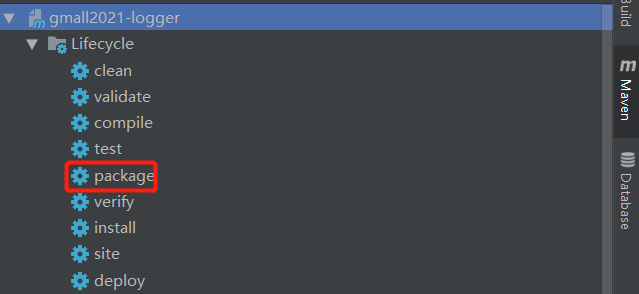 gmall2021-logger
Lifecycle
clean
validate
compile
test
package
verify
install
site
deploy
Build
Maven
Database